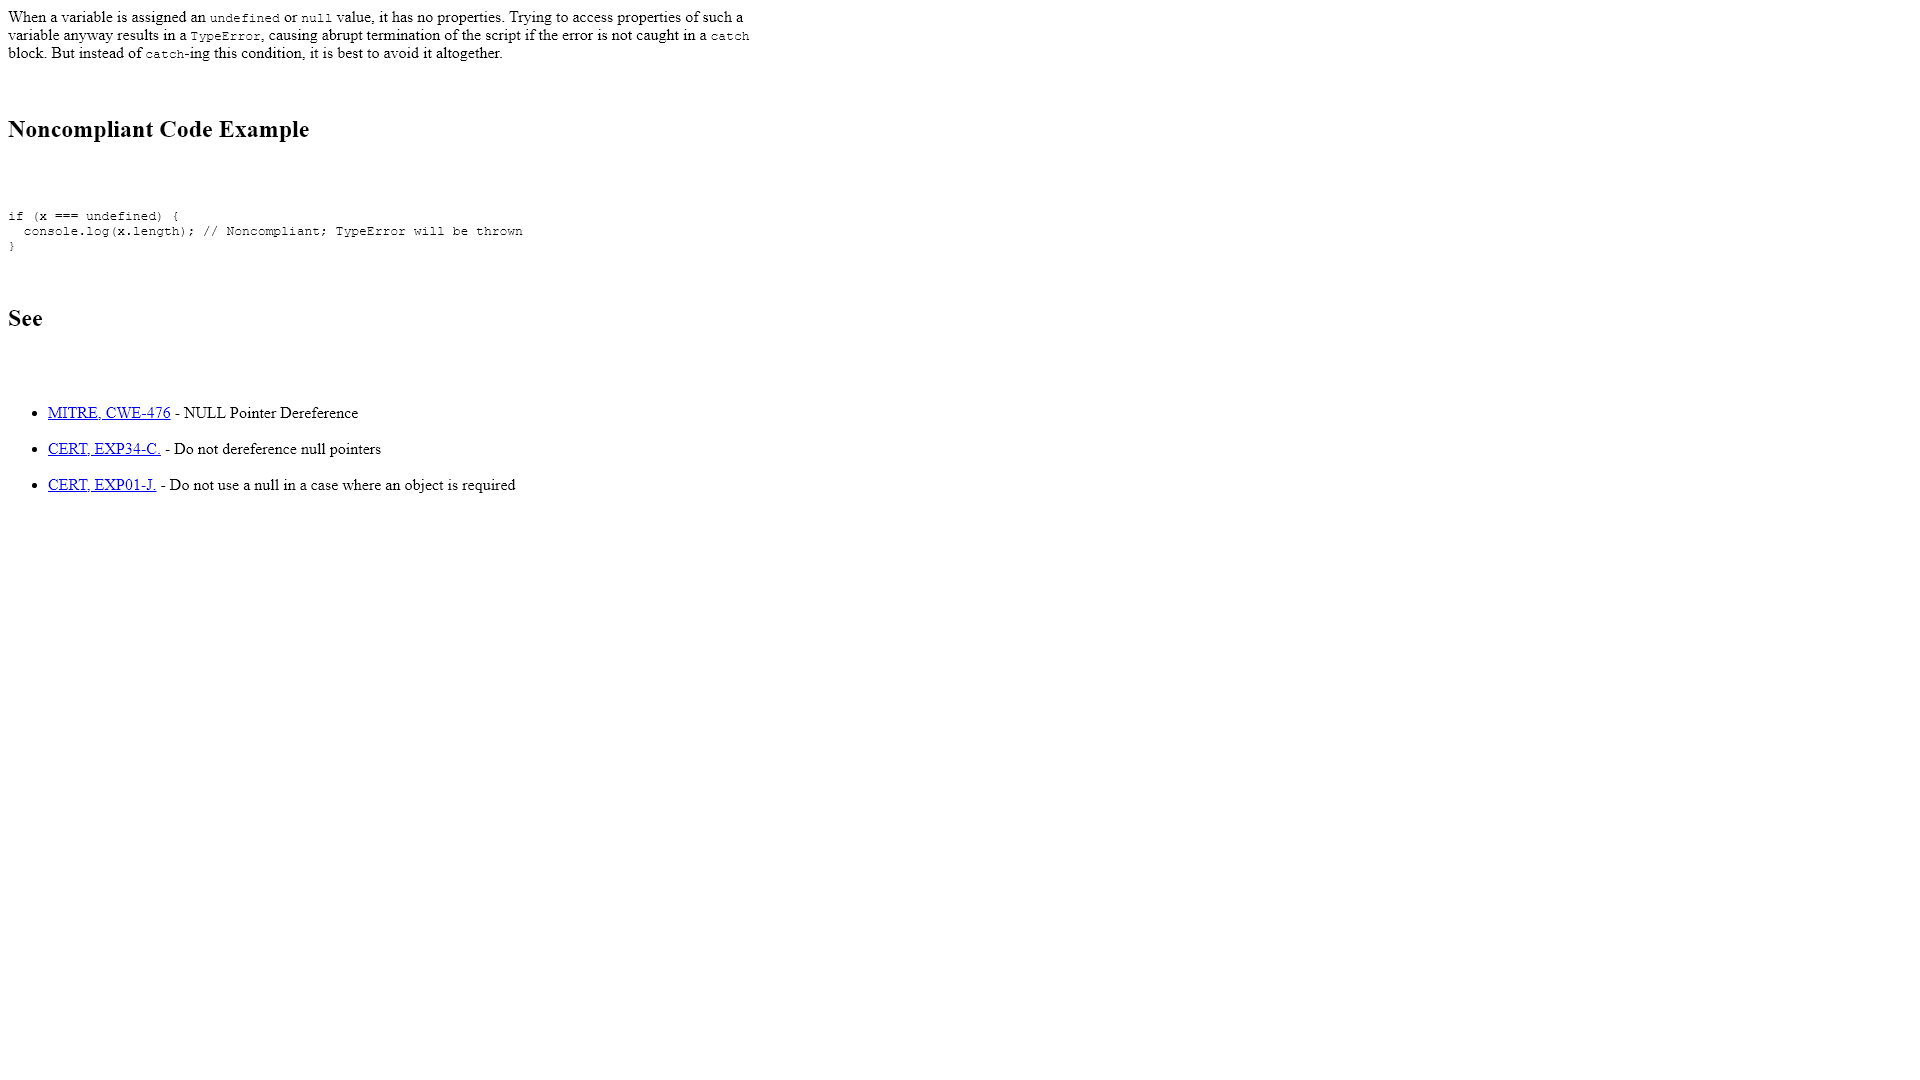 When a variable is assigned an undefined or null value, it has no properties. Trying to access properties of such a
variable anyway results in a TypeError, causing abrupt termination of the script if the error is not caught in a catch
block. But instead of catch-ing this condition, it is best to avoid it altogether.
Noncompliant Code Example
if (x === undefined) {
  console.log(x.length); // Noncompliant; TypeError will be thrown
}
See
• MITRE, CWE-476 - NULL Pointer Dereference
• CERT, EXP34-C. - Do not dereference null pointers
• CERT, EXP01-J. - Do not use a null in a case where an object is required